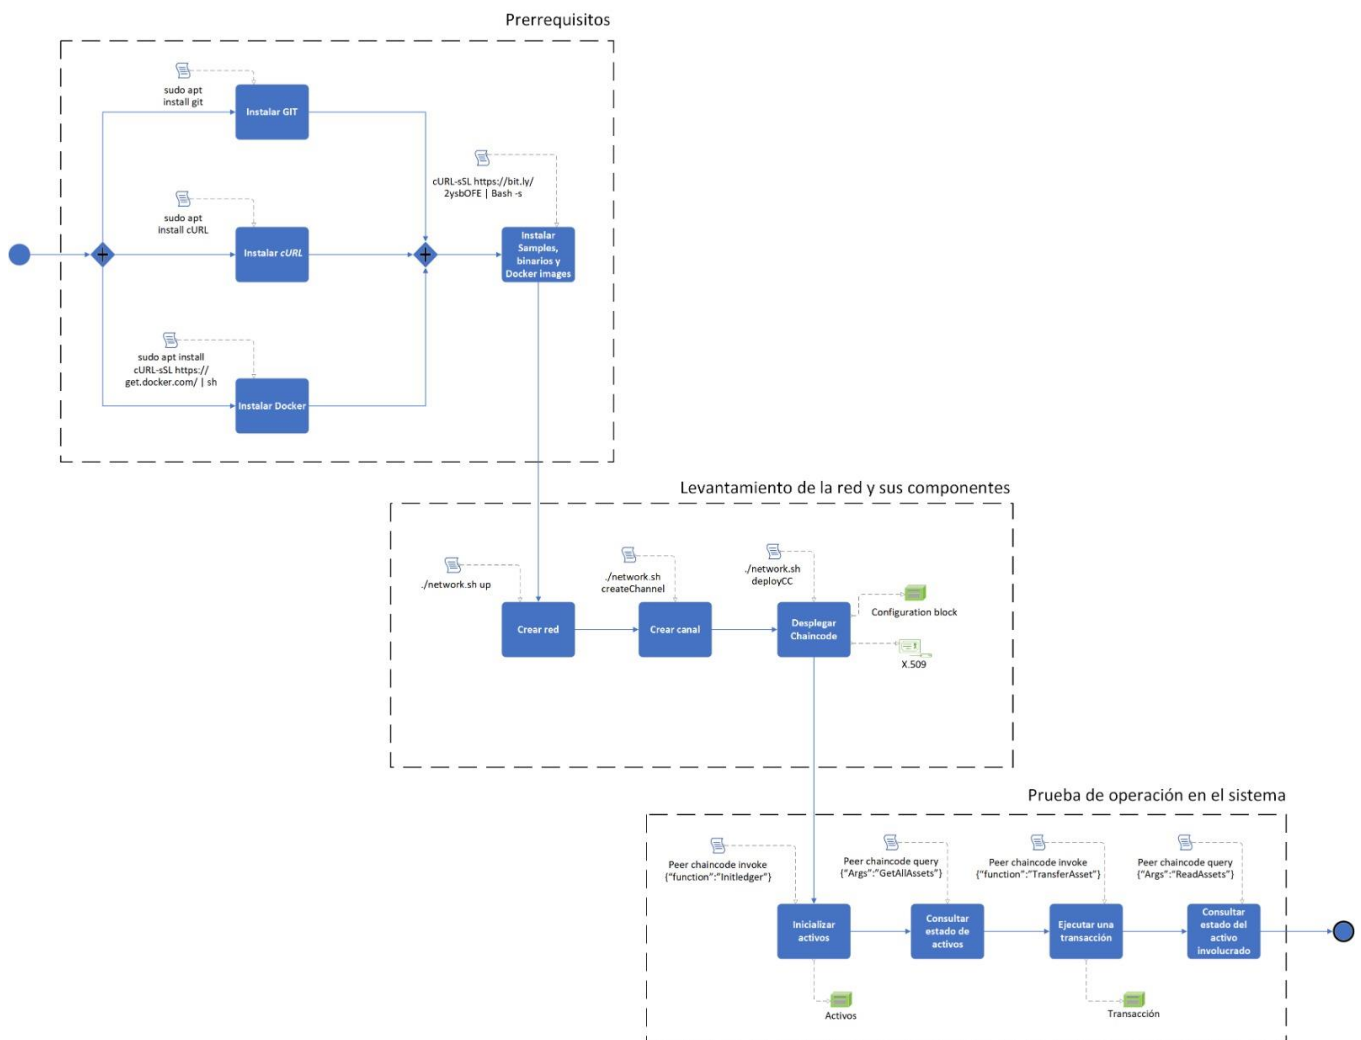 Prerrequisitos
sudo apt
install git
Instalar GIT
cURL-sSL https://bit.ly/
2ysbOFE | Bash -s
sudo apt
install cURL
Instalar cURL
Instalar
Samples,
binarios y
Docker images
sudo apt install
cURL-sSL https://
get.docker.com/ | sh
Instalar Docker
Levantamiento de la red y sus componentes
./network.sh up
./network.sh
createChannel
./network.sh
deployCC
Configuration block
Crear red
Crear canal
Desplegar
Chaincode
X.509
Prueba de operación en el sistema
Peer chaincode invoke
{"function":"Initledger"}
Peer chaincode query
{"Args":"GetAllAssets"}
Peer chaincode invoke
{"function":"TransferAsset"}
Peer chaincode query
{"Args":"ReadAssets"}
Inicializar
activos
Consultar
estado de
activos
Ejecutar una
transacción
Consultar
estado del
activo
involucrado
Activos
Transacción